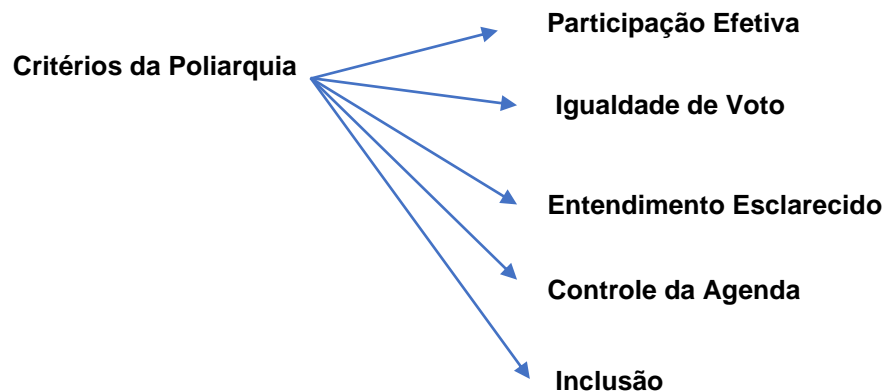 Critérios da Poliarquia
Participação Efetiva
Igualdade de Voto
Entendimento Esclarecido
Controle da Agenda
Inclusão